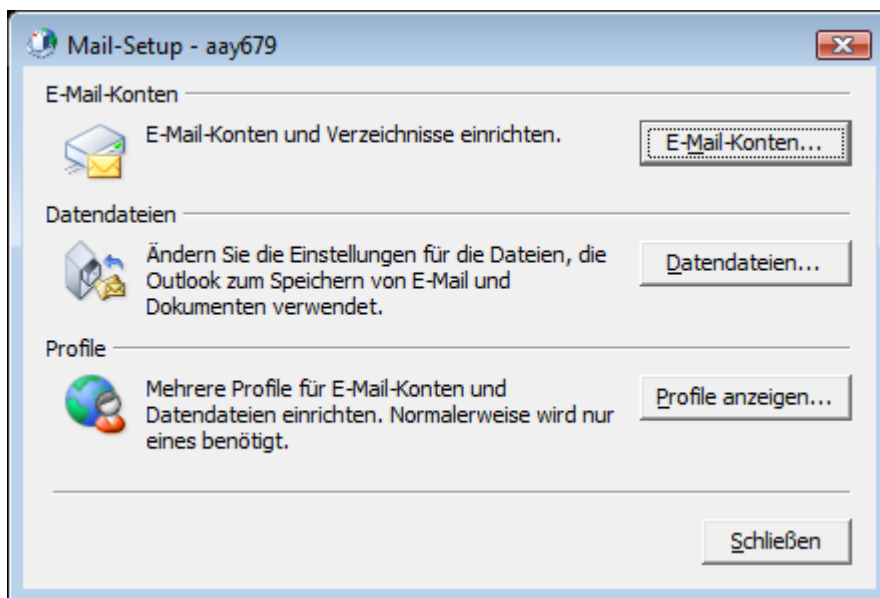 Mail-Setup - aay679
E-Mail-Konten
E-Mail-Konten und Verzeichnisse einrichten.
E-Mail-Konten...
Datendateien
Ändern Sie die Einstellungen für die Dateien, die
Outlook zum Speichern von E-Mail und
Dokumenten verwendet.
Datendateien...
Profile
Mehrere Profile für E-Mail-Konten und
Datendateien einrichten. Normalerweise wird nur
eines benötigt.
Profile anzeigen...
Schließen